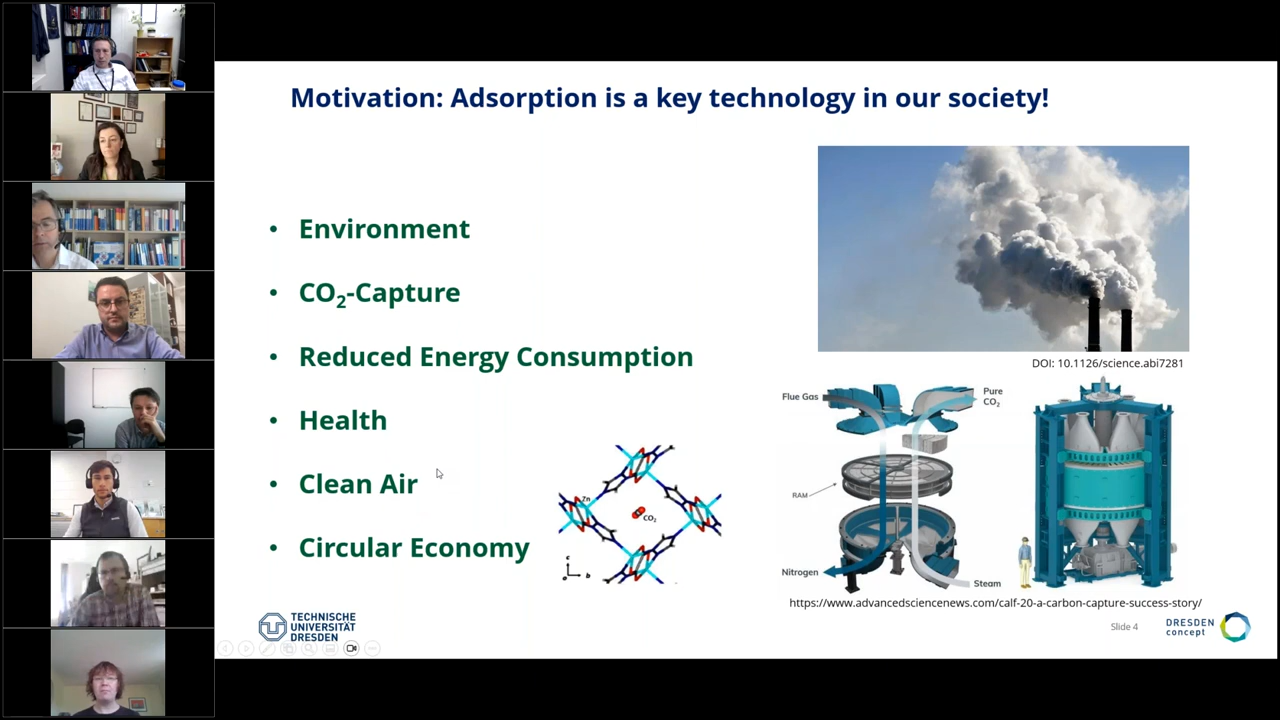 Motivation: Adsorption is a key technology in our society!
• Environment
• CO₂-Capture
• Reduced Energy Consumption
• Health
• Clean Air
• Circular Economy
DOI: 10.1126/science.abi7281
Flue Gas
Pure
CO₂
RAM
Nitrogen
Steam
Zn
CO₂
c
a b
https://www.advancedsciencenews.com/calf-20-a-carbon-capture-success-story/
TECHNISCHE
UNIVERSITÄT
DRESDEN
Slide 4
DRESDEN
concept